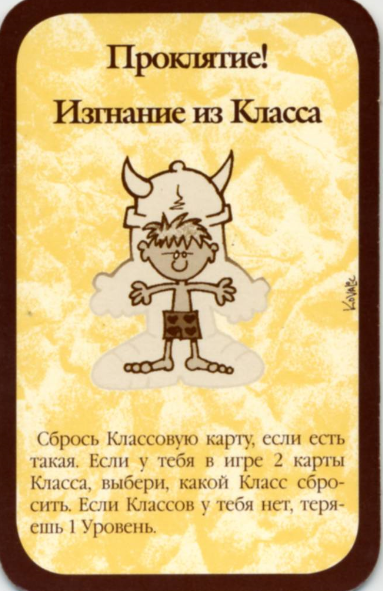 Проклятие!
Изгнание из Класса
Kovalic
Сбрось Классовую карту, если есть
такая. Если у тебя в игре 2 карты
Класса, выбери, какой Класс сбро-
сить. Если Классов у тебя нет, теря-
ешь 1 Уровень.